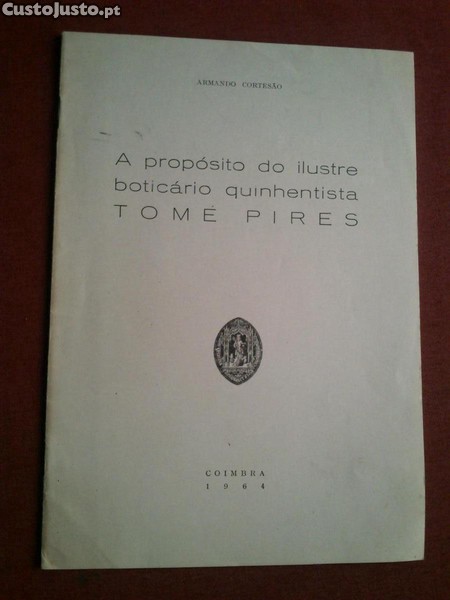 CustoJusto.pt
ARMANDO CORTESÃO
A propósito do ilustre
boticário quinhentista
TOMÉ PIRES
COIMBRA
1964